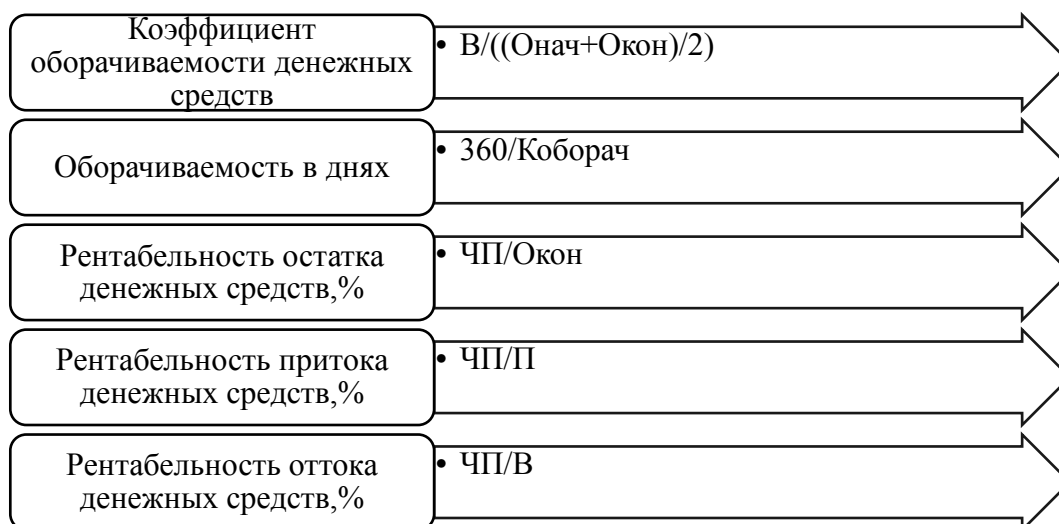 Коэффициент
оборачиваемости денежных
средств
• В/((Онач+Окон)/2)
Оборачиваемость в днях
• 360/Коборач
Рентабельность остатка
денежных средств,%
• ЧП/Окон
Рентабельность притока
денежных средств,%
• ЧП/П
Рентабельность оттока
денежных средств,%
• ЧП/В